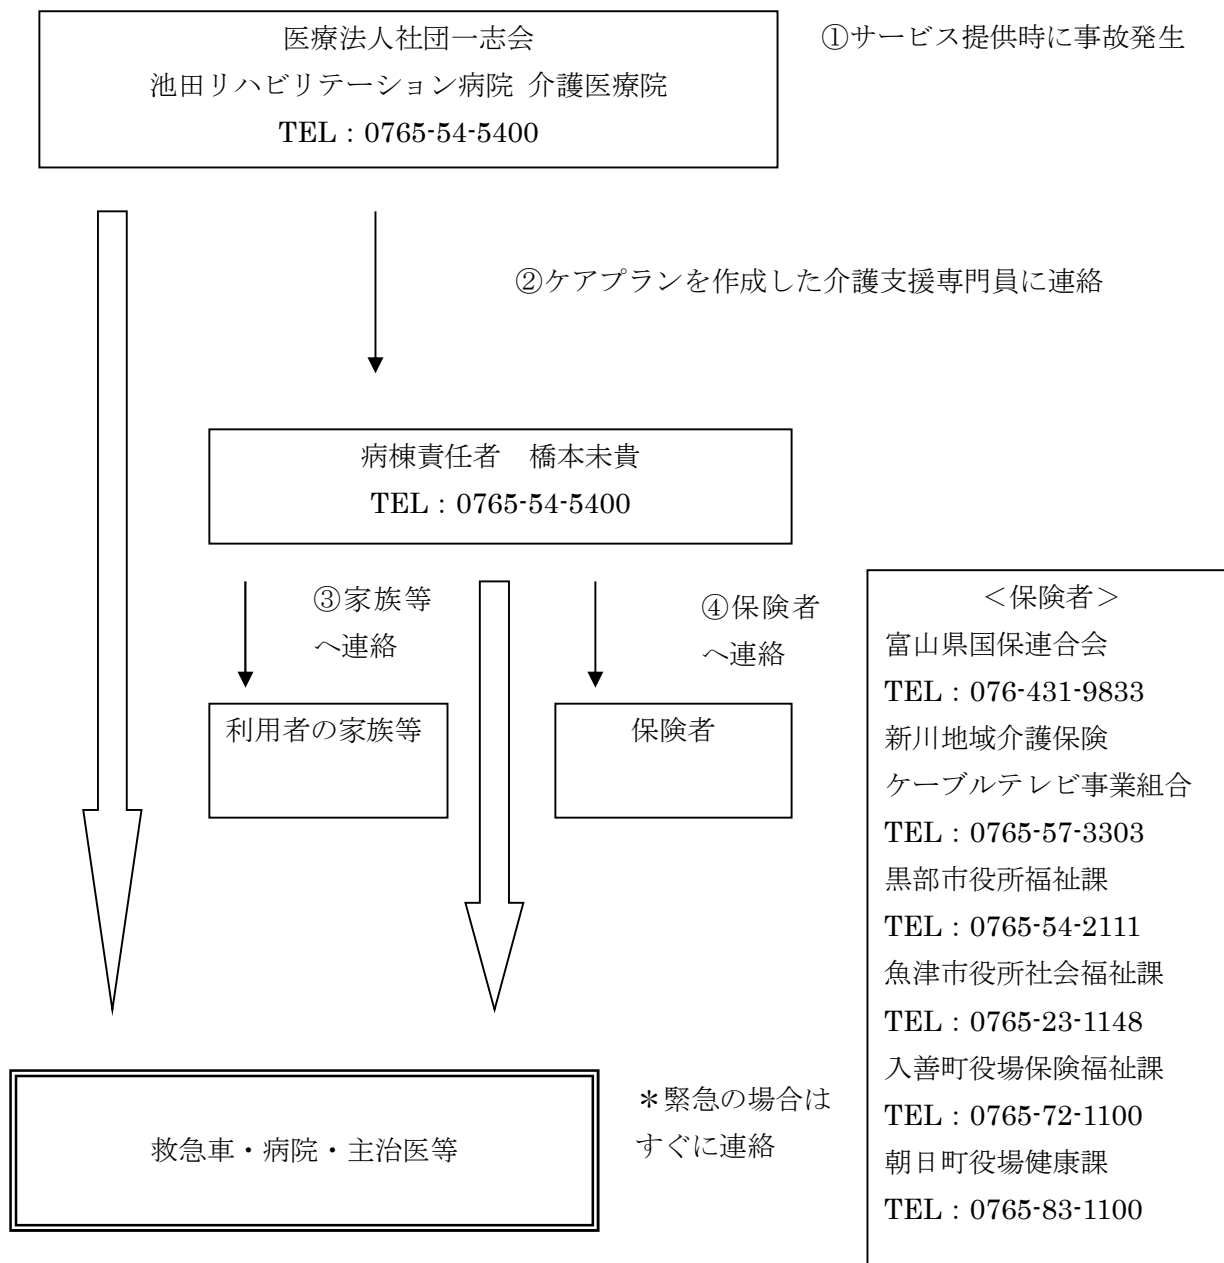 医療法人社団一志会
池田リハビリテーション病院 介護医療院
TEL：0765-54-5400
①サービス提供時に事故発生
②ケアプランを作成した介護支援専門員に連絡
病棟責任者　橋本未貴
TEL：0765-54-5400
③家族等
へ連絡
④保険者
へ連絡
利用者の家族等
保険者
＜保険者＞
富山県国保連合会
TEL：076-431-9833
新川地域介護保険
ケーブルテレビ事業組合
TEL：0765-57-3303
黒部市役所福祉課
TEL：0765-54-2111
魚津市役所社会福祉課
TEL：0765-23-1148
入善町役場保険福祉課
TEL：0765-72-1100
朝日町役場健康課
TEL：0765-83-1100
救急車・病院・主治医等
＊緊急の場合は
すぐに連絡